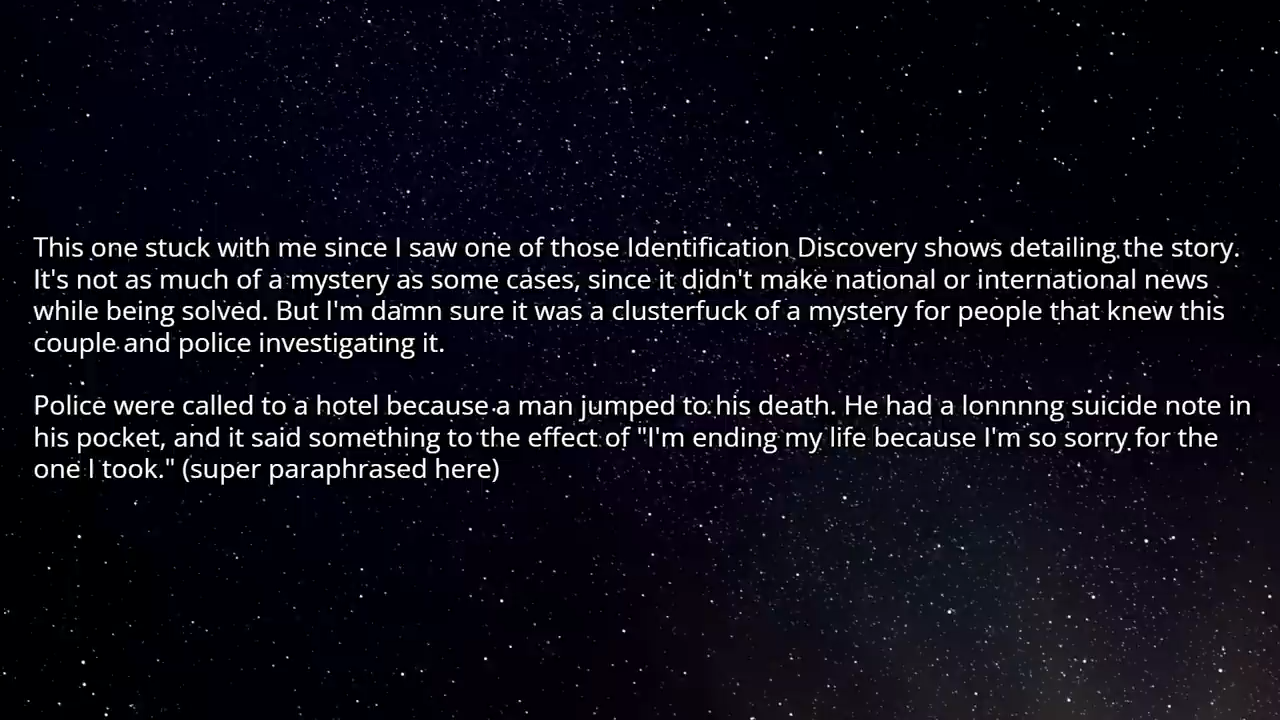 This one stuck with me since I saw one of those Identification Discovery shows detailing the story.
It's not as much of a mystery as some cases, since it didn't make national or international news
while being solved. But I'm damn sure it was a clusterfuck of a mystery for people that knew this
couple and police investigating it.
Police were called to a hotel because a man jumped to his death. He had a lonnnng suicide note in
his pocket, and it said something to the effect of "I'm ending my life because I'm so sorry for the
one I took." (super paraphrased here)